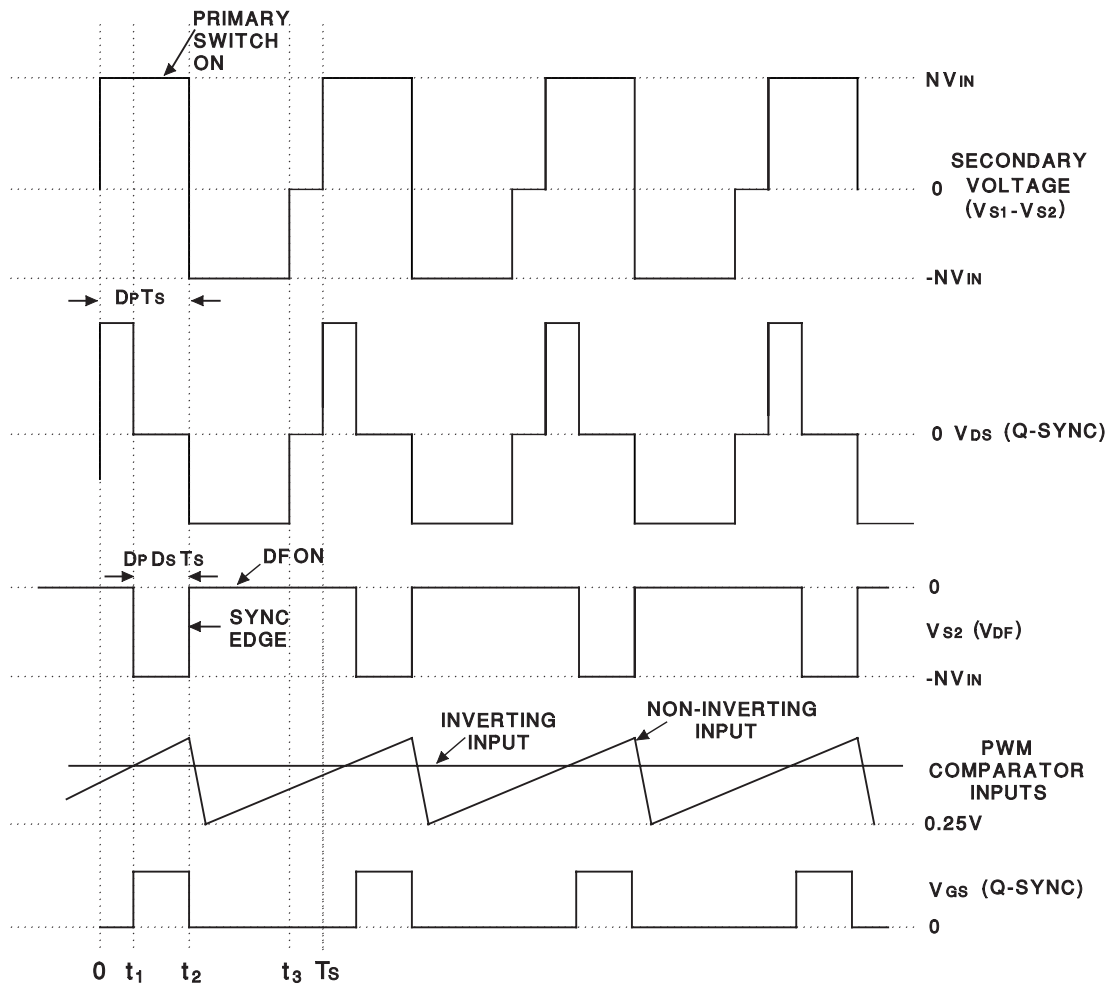 PRIMARY
SWITCH
ON
NVIN
SECONDARY
0 VOLTAGE
(VS1-VS2)
-NVIN
DPTS
0 VDS (Q-SYNC)
DPDSTS
DF ON
0
SYNC
EDGE
VS2 (VDF)
-NVIN
INVERTING
INPUT
NON-INVERTING
INPUT
PWM
COMPARATOR
INPUTS
0.25V
VGS (Q-SYNC)
0
0 t1 t2 t3 TS